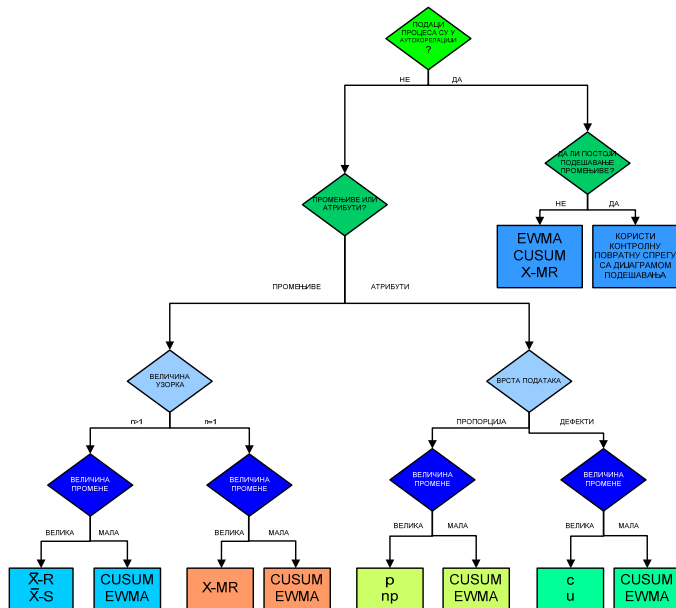 ПОДАЦИ
ПРОЦЕСА СУ У
АУТОКОРЕЛАЦИЈИ
?
НЕ
ДА
ДА ЛИ ПОСТОЈИ
ПОДЕШАВАЊЕ
ПРОМЕЊИВЕ?
ПРОМЕЊИВЕ ИЛИ
АТРИБУТИ?
НЕ
ДА
EWMA
CUSUM
X-MR
КОРИСТИ
КОНТРОЛНУ
ПОВРАТНУ СПРЕГУ
СА ДИЈАГРАМОМ
ПОДЕШАВАЊА
ПРОМЕЊИВЕ
АТРИБУТИ
ВЕЛИЧИНА
УЗОРКА
ВРСТА ПОДАТАКА
n>1
n=1
ПРОПОРЦИЈА
ДЕФЕКТИ
ВЕЛИЧИНА
ПРОМЕНЕ
ВЕЛИЧИНА
ПРОМЕНЕ
ВЕЛИЧИНА
ПРОМЕНЕ
ВЕЛИЧИНА
ПРОМЕНЕ
ВЕЛИКА
МАЛА
ВЕЛИКА
МАЛА
ВЕЛИКА
МАЛА
ВЕЛИКА
МАЛА
X̿-R
X̿-S
CUSUM
EWMA
X-MR
CUSUM
EWMA
p
np
CUSUM
EWMA
c
u
CUSUM
EWMA